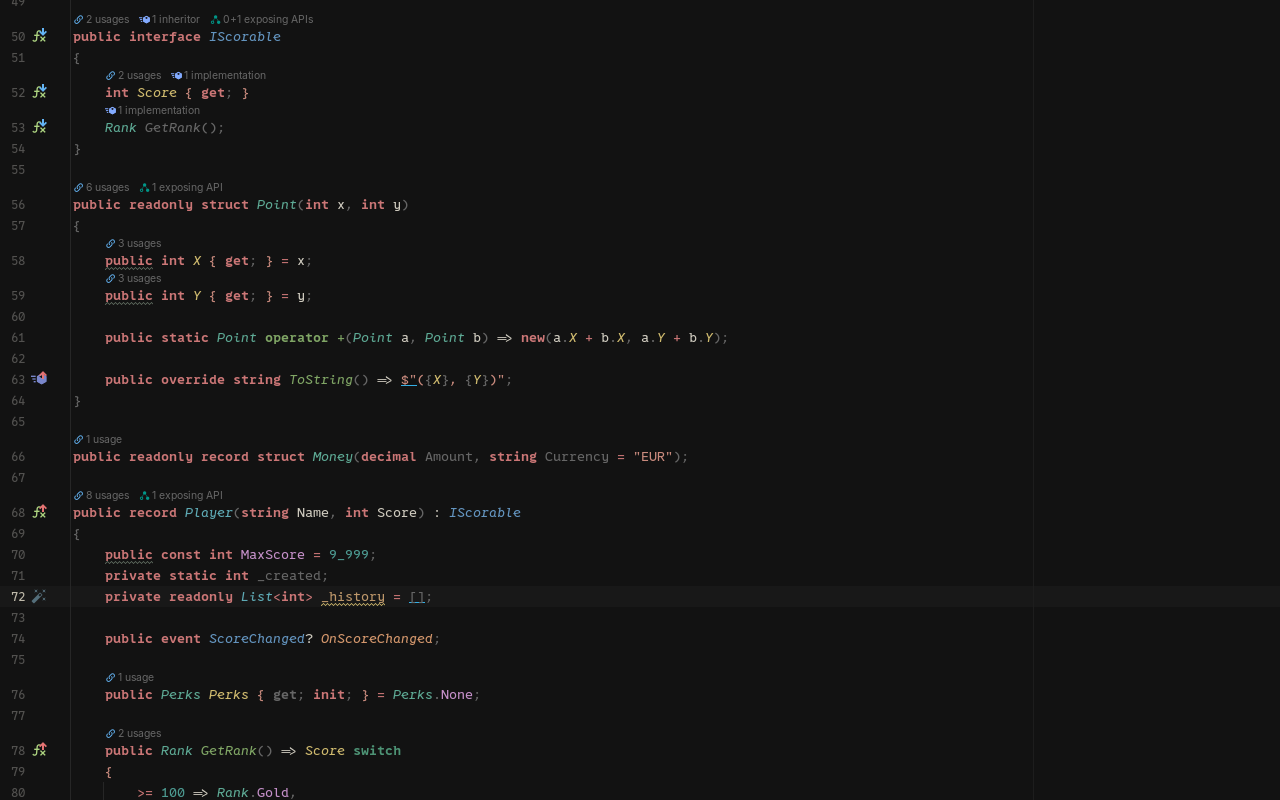 49
2 usages 1 inheritor 0+1 exposing APIs
50 public interface IScorable
51 {
2 usages 1 implementation
52 int Score { get; }
1 implementation
53 Rank GetRank();
54 }
55
6 usages 1 exposing API
56 public readonly struct Point(int x, int y)
57 {
3 usages
58 public int X { get; } = x;
3 usages
59 public int Y { get; } = y;
60
61 public static Point operator +(Point a, Point b) => new(a.X + b.X, a.Y + b.Y);
62
63 public override string ToString() => $"({X}, {Y})";
64 }
65
1 usage
66 public readonly record struct Money(decimal Amount, string Currency = "EUR");
67
8 usages 1 exposing API
68 public record Player(string Name, int Score) : IScorable
69 {
70 public const int MaxScore = 9_999;
71 private static int _created;
72 private readonly List<int> _history = [];
73
74 public event ScoreChanged? OnScoreChanged;
75
1 usage
76 public Perks Perks { get; init; } = Perks.None;
77
2 usages
78 public Rank GetRank() => Score switch
79 {
80 >= 100 => Rank.Gold,